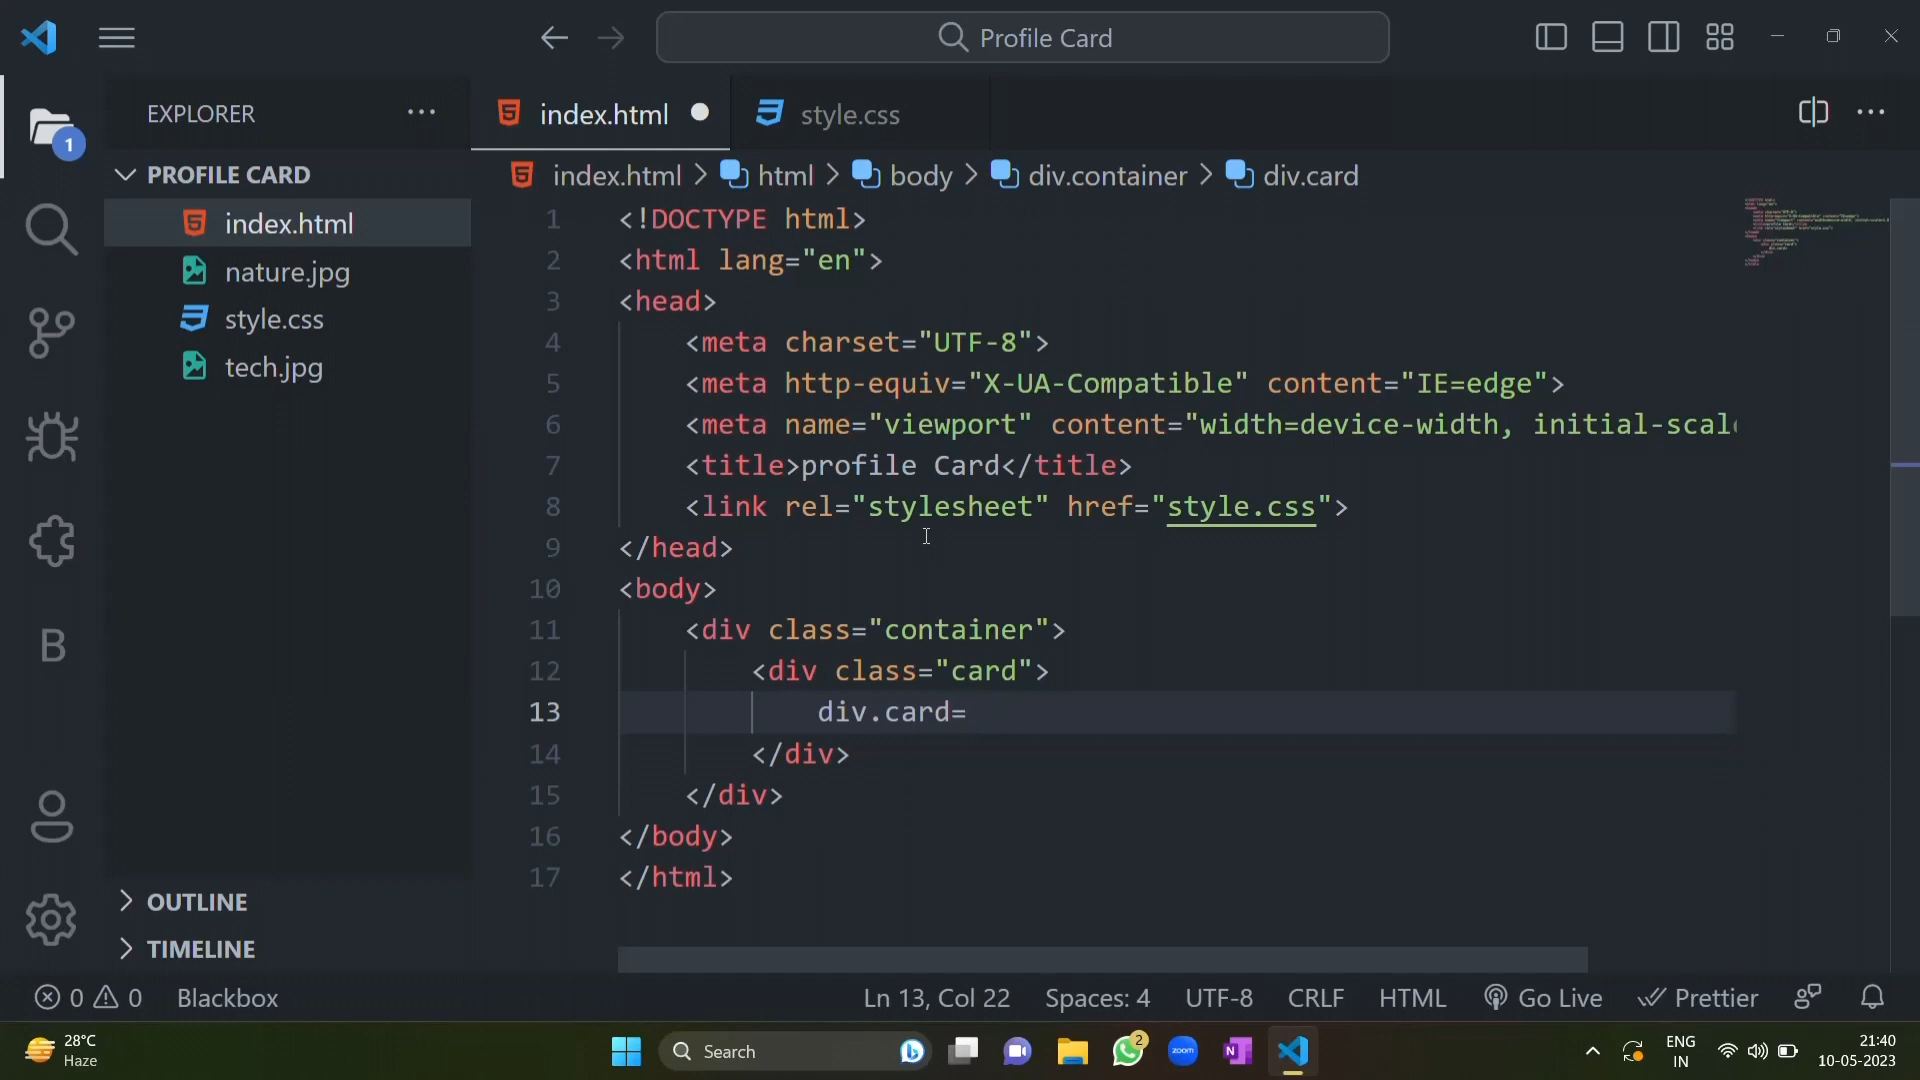 Profile Card
EXPLORER
index.html
style.css
1
PROFILE CARD
index.html > html > body > div.container > div.card
index.html
nature.jpg
style.css
tech.jpg
1 <!DOCTYPE html>
2 <html lang="en">
3 <head>
4 <meta charset="UTF-8">
5 <meta http-equiv="X-UA-Compatible" content="IE=edge">
6 <meta name="viewport" content="width=device-width, initial-scal
7 <title>profile Card</title>
8 <link rel="stylesheet" href="style.css">
9 </head>
10 <body>
11 <div class="container">
12 <div class="card">
13 div.card=
14 </div>
15 </div>
16 </body>
17 </html>
B
OUTLINE
TIMELINE
0 0 Blackbox Ln 13, Col 22 Spaces: 4 UTF-8 CRLF HTML Go Live Prettier
28°C
Haze
Search
2
zoom
N
ENG
IN
21:40
10-05-2023